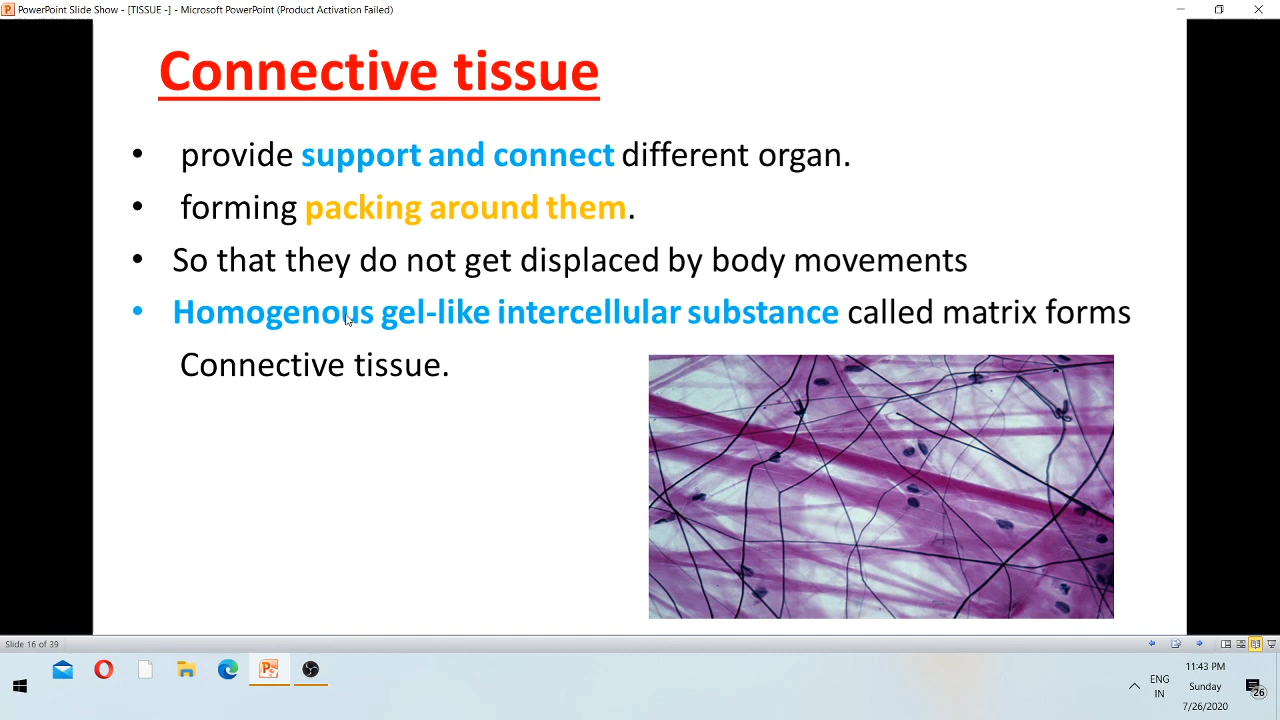 PowerPoint Slide Show - [TISSUE -] - Microsoft PowerPoint (Product Activation Failed)
Connective tissue
• provide support and connect different organ.
• forming packing around them.
• So that they do not get displaced by body movements
• Homogenous gel-like intercellular substance called matrix forms
Connective tissue.
Slide 16 of 39
11:43 PM
ENG
IN
Sunday
26
7/26/2020